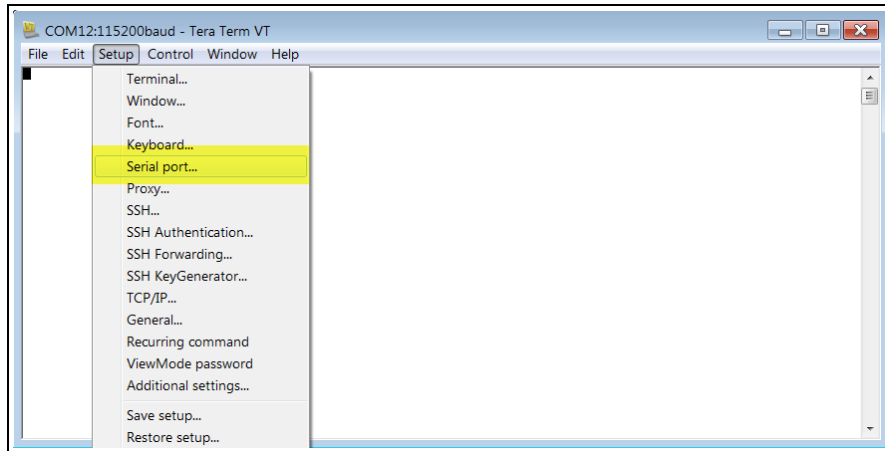 COM12:115200baud - Tera Term VT
File Edit Setup Control Window Help
Terminal...
Window...
Font...
Keyboard...
Serial port...
Proxy...
SSH...
SSH Authentication...
SSH Forwarding...
SSH KeyGenerator...
TCP/IP...
General...
Recurring command
ViewMode password
Additional settings...
Save setup...
Restore setup...